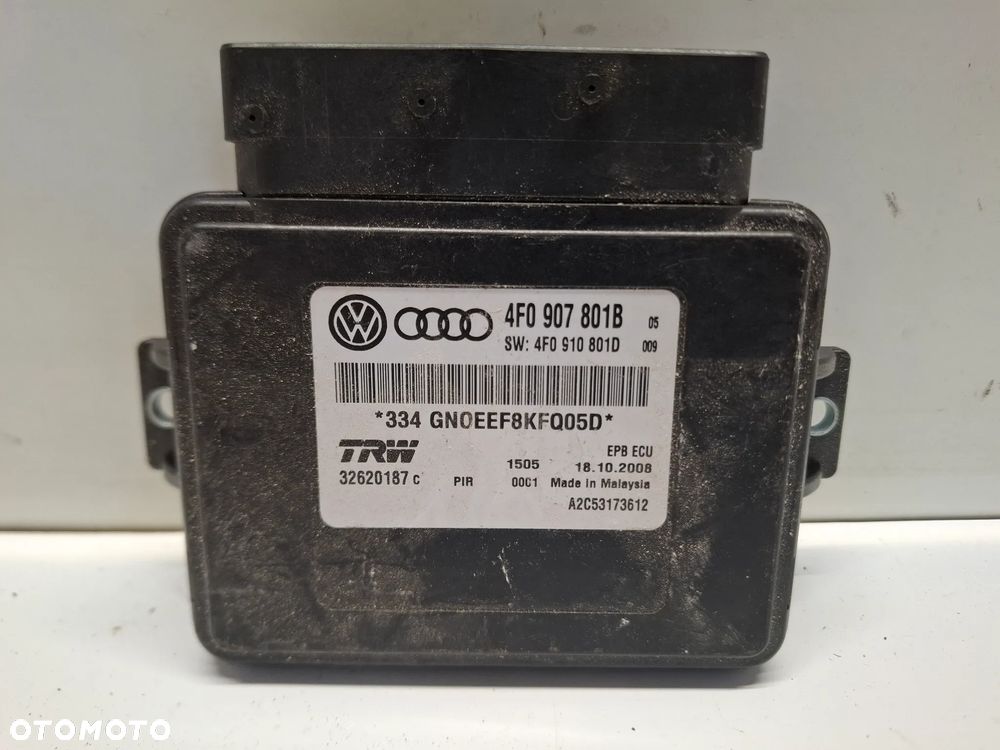 4F0 907 801B 05
SW: 4F0 910 801D 009
*334 GN0EEF8KFQ05D*
TRW
EPB ECU
1505 18.10.2008
32620187 C PIR 0001 Made in Malaysia
A2C53173612
OTOMOTO